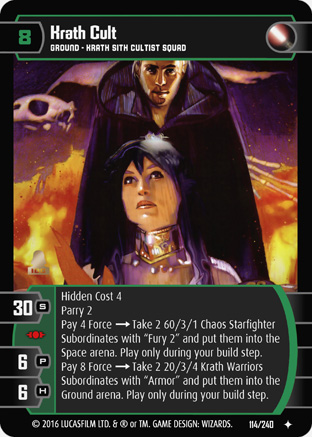 8
Krath Cult
GROUND - KRATH SITH CULTIST SQUAD
Hidden Cost 4
30 S
Parry 2
Pay 4 Force → Take 2 60/3/1 Chaos Starfighter
Subordinates with "Fury 2" and put them into the
Space arena. Play only during your build step.
6 P
Pay 8 Force → Take 2 20/3/4 Krath Warriors
Subordinates with "Armor" and put them into the
6 H
Ground arena. Play only during your build step.
© 2016 LUCASFILM LTD. & ® or TM. GAME DESIGN: WIZARDS. 114/240